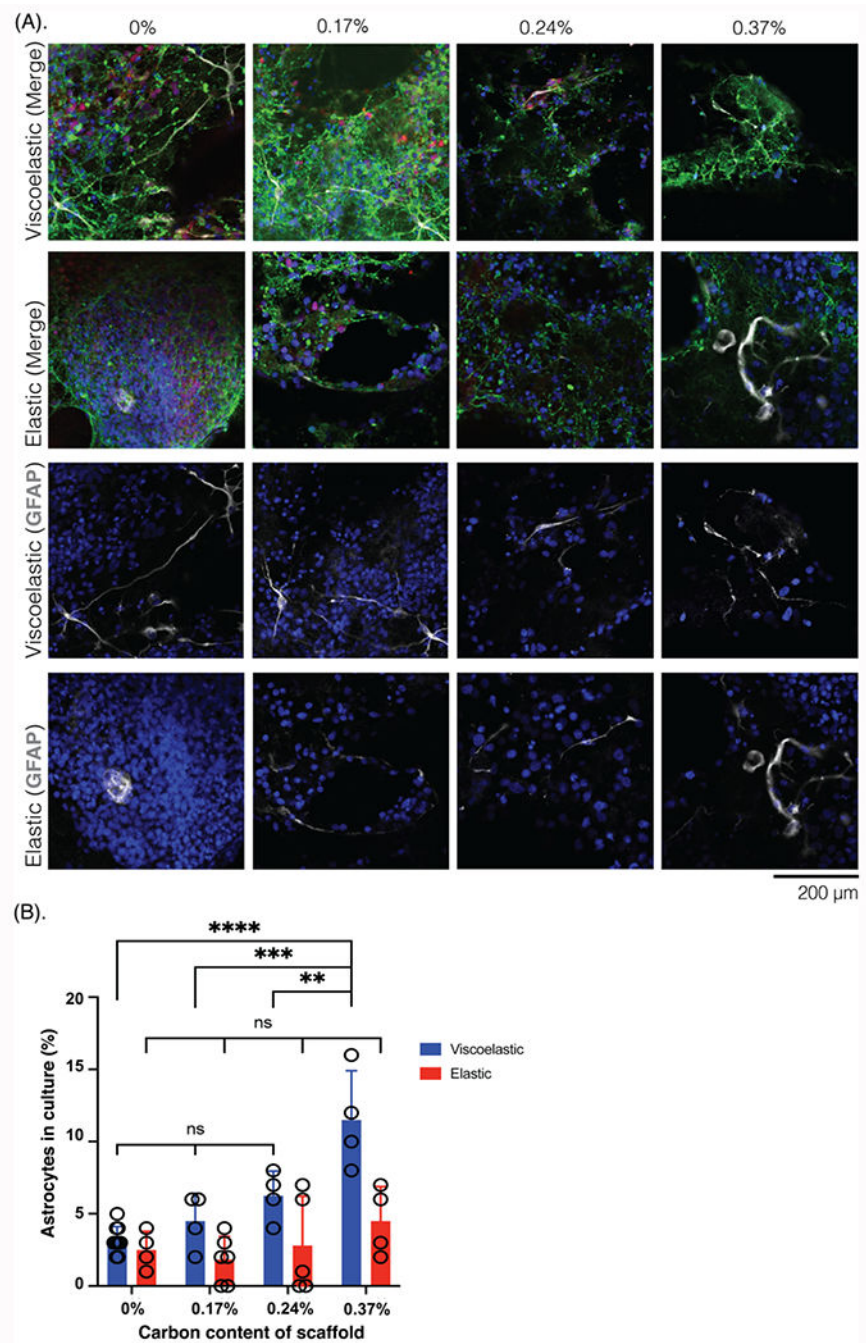 (A).
0% 0.17% 0.24% 0.37%
Viscoelastic (Merge)
Elastic (Merge)
Viscoelastic (GFAP)
Elastic (GFAP)
200 µm
(B).
****
***
**
ns
ns
Viscoelastic
Elastic
Astrocytes in culture (%)
20
15
10
5
0
0% 0.17% 0.24% 0.37%
Carbon content of scaffold